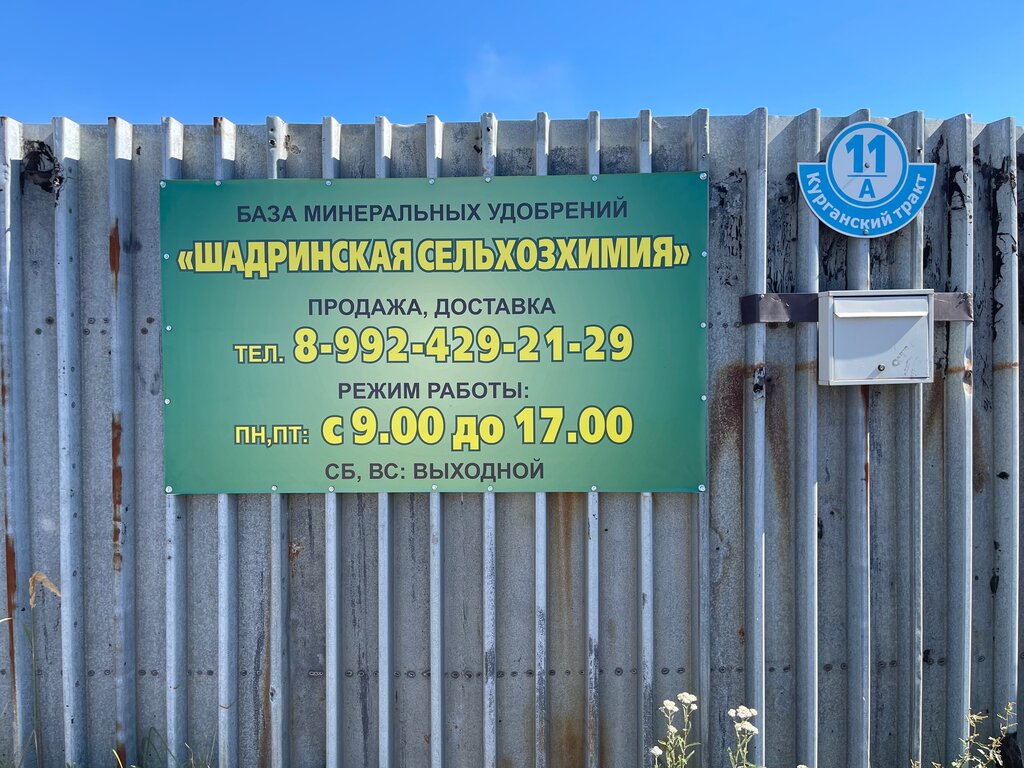 БАЗА МИНЕРАЛЬНЫХ УДОБРЕНИЙ
«ШАДРИНСКАЯ СЕЛЬХОЗХИМИЯ»
ПРОДАЖА, ДОСТАВКА
ТЕЛ. 8-992-429-21-29
РЕЖИМ РАБОТЫ:
ПН,ПТ: с 9.00 до 17.00
СБ, ВС: ВЫХОДНОЙ
11
А
Курганский тракт